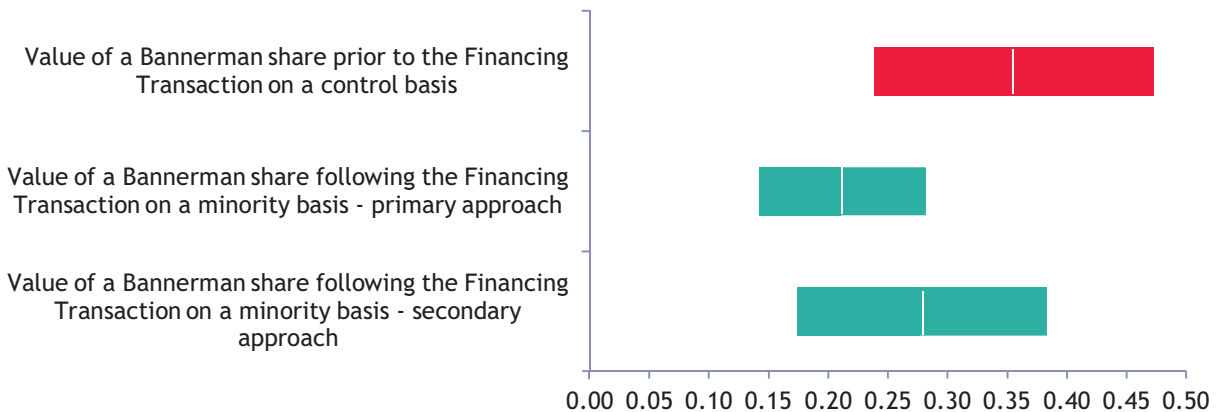 Value of a Bannerman share prior to the Financing
Transaction on a control basis
Value of a Bannerman share following the Financing
Transaction on a minority basis - primary approach
Value of a Bannerman share following the Financing
Transaction on a minority basis - secondary
approach
0.00 0.05 0.10 0.15 0.20 0.25 0.30 0.35 0.40 0.45 0.50